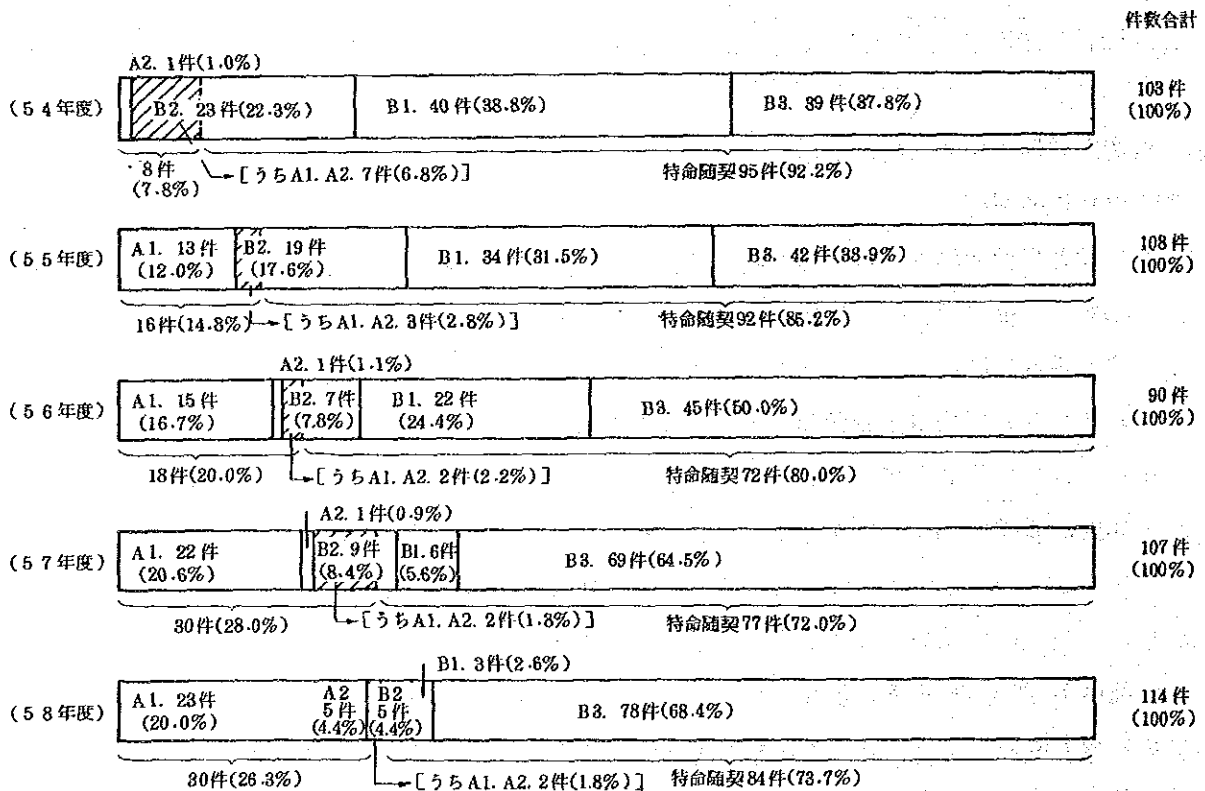 件数合計
A2. 1件(1.0%)
(54年度)
B2. 23件(22.3%)
B1. 40件(38.8%)
B3. 39件(37.8%)
103件
(100%)
8件
(7.8%)
[うちA1. A2. 7件(6.8%)]
特命随契95件(92.2%)
(55年度)
A1. 13件
(12.0%)
B2. 19件
(17.6%)
B1. 34件(31.5%)
B3. 42件(38.9%)
108件
(100%)
16件(14.8%)
[うちA1. A2. 3件(2.8%)]
特命随契92件(85.2%)
A2. 1件(1.1%)
(56年度)
A1. 15件
(16.7%)
B2. 7件
(7.8%)
B1. 22件
(24.4%)
B3. 45件(50.0%)
90件
(100%)
18件(20.0%)
[うちA1. A2. 2件(2.2%)]
特命随契72件(80.0%)
A2. 1件(0.9%)
(57年度)
A1. 22件
(20.6%)
B2. 9件
(8.4%)
B1. 6件
(5.6%)
B3. 69件(64.5%)
107件
(100%)
30件(28.0%)
[うちA1. A2. 2件(1.8%)]
特命随契77件(72.0%)
B1. 3件(2.6%)
(58年度)
A1. 23件
(20.0%)
A2
5件
(4.4%)
B2
5件
(4.4%)
B3. 78件(68.4%)
114件
(100%)
30件(26.3%)
[うちA1. A2. 2件(1.8%)]
特命随契84件(73.7%)